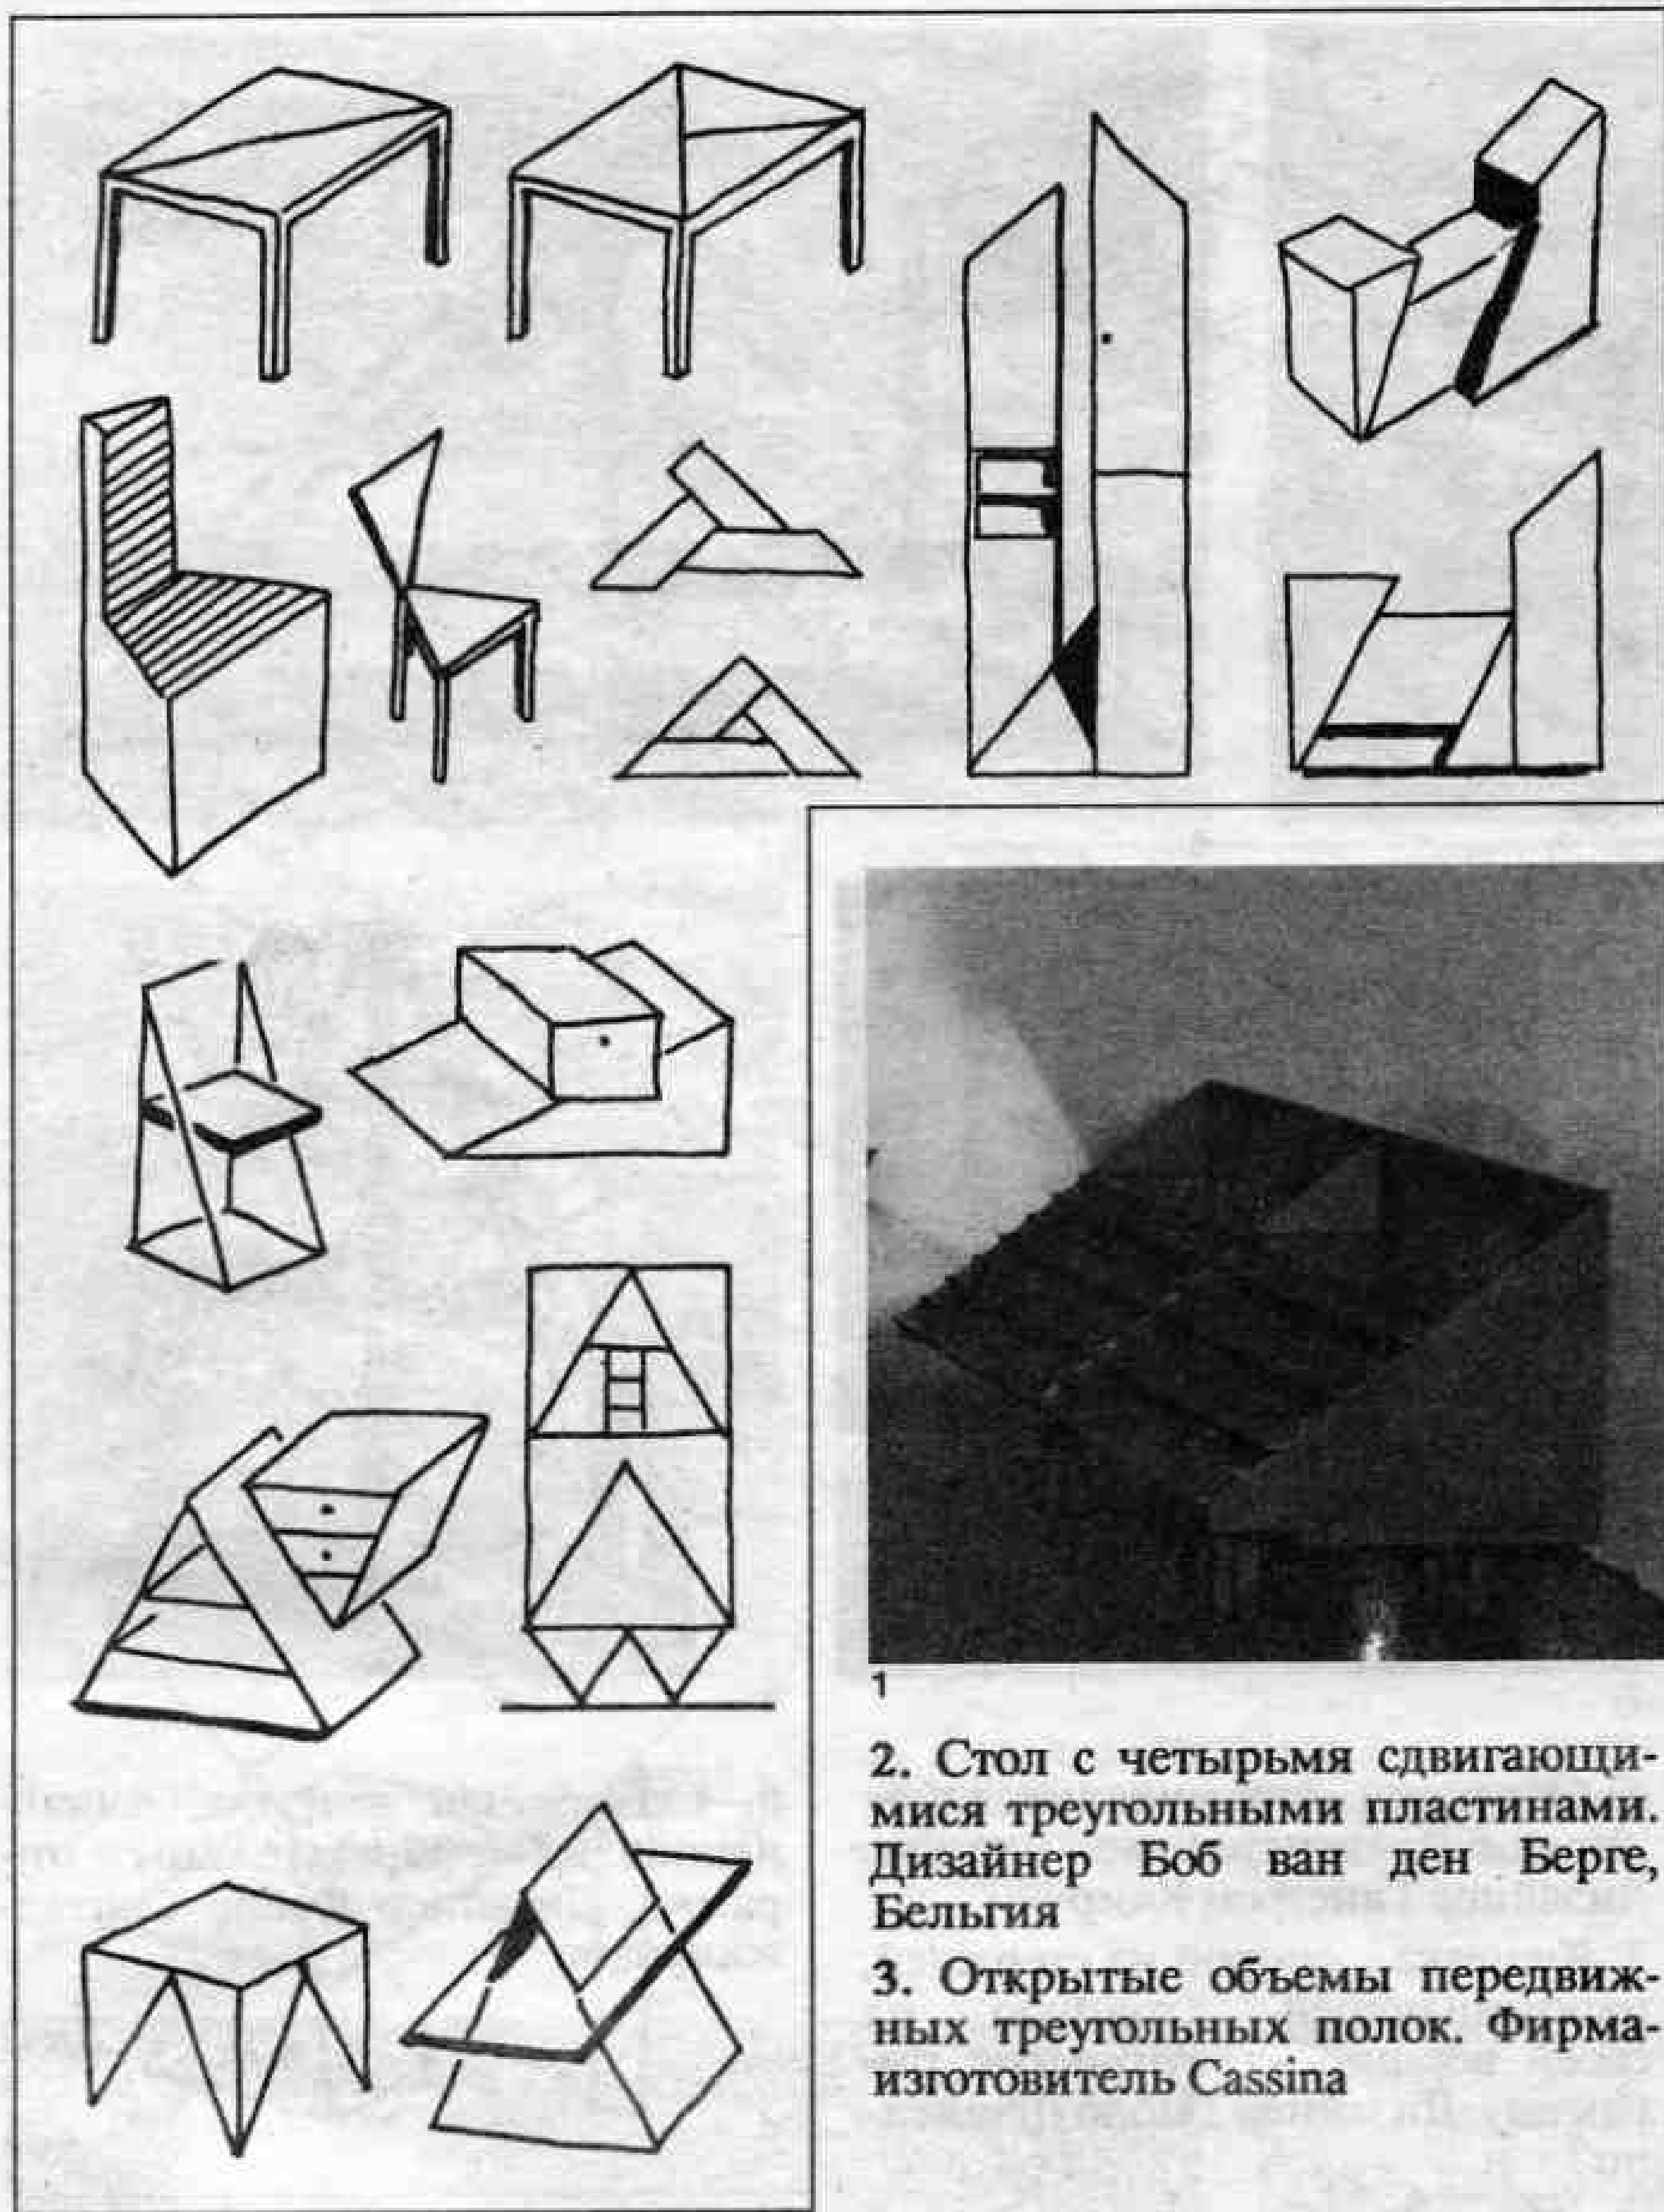 1
2. Стол с четырьмя сдвигающи-
мися треугольными пластинами.
Дизайнер Боб ван ден Берге,
Бельгия
3. Открытые объемы передвиж-
ных треугольных полок. Фирма-
изготовитель Cassina